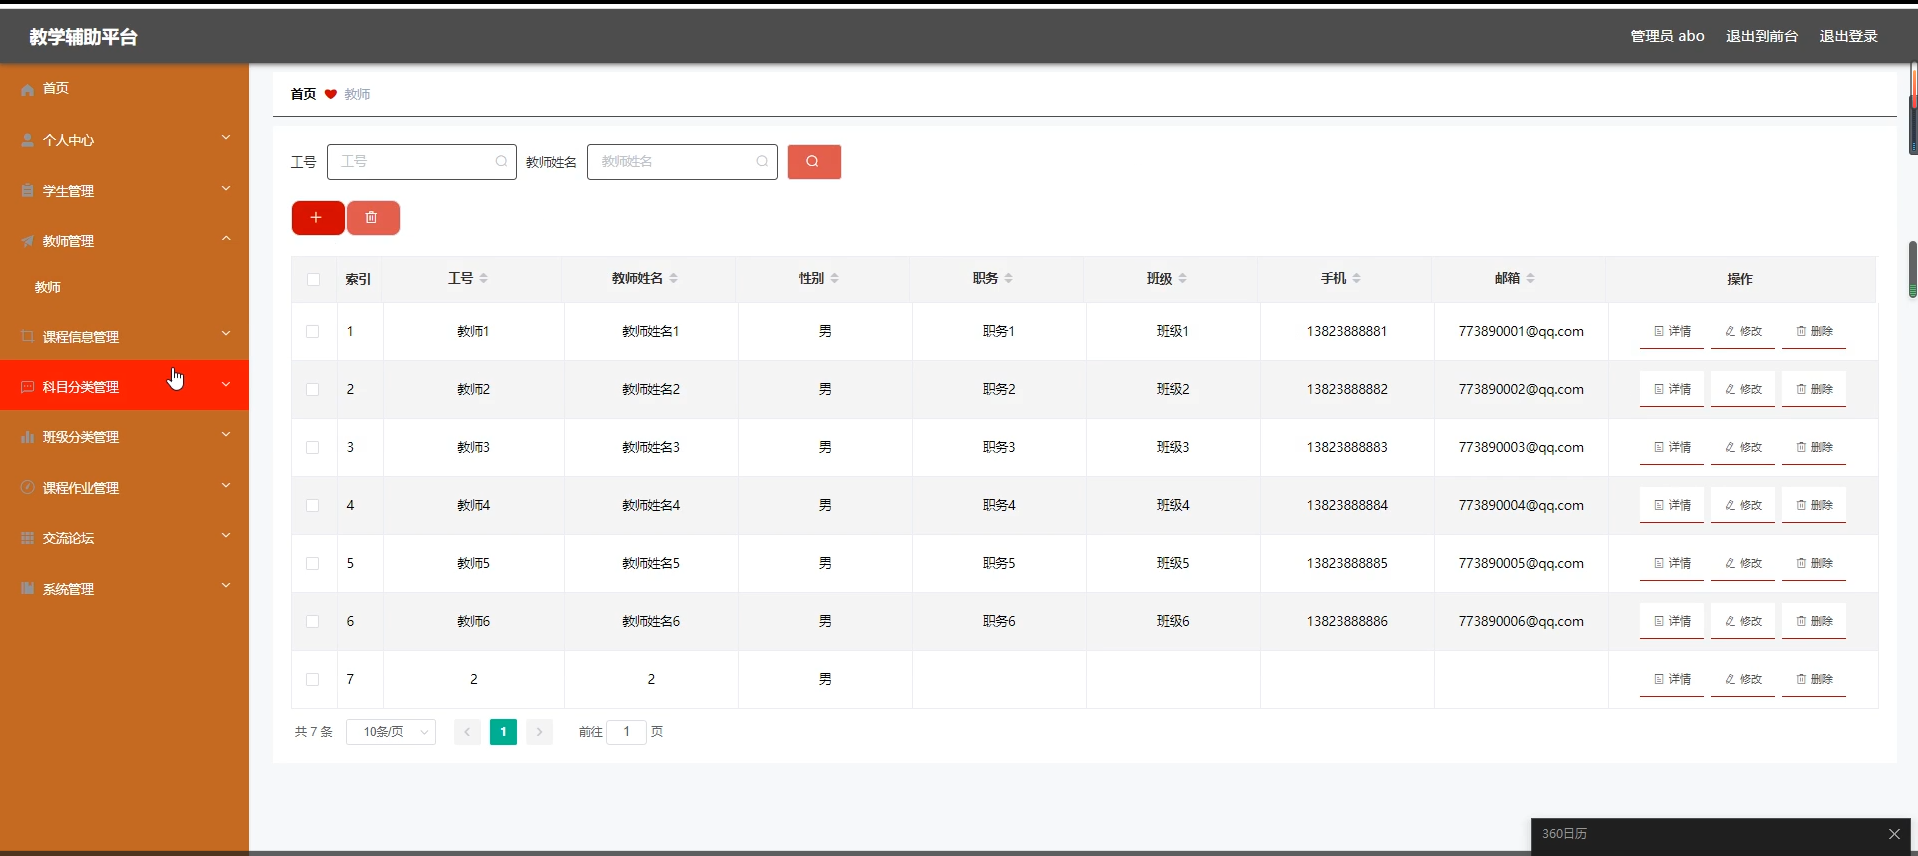 教学辅助平台
管理员 abo 退出到前台 退出登录
首页
个人中心
学生管理
教师管理
教师
课程信息管理
科目分类管理
班级分类管理
课程作业管理
交流论坛
系统管理
首页 教师
工号 工号 教师姓名 教师姓名
索引 工号 教师姓名 性别 职务 班级 手机 邮箱 操作
1 教师1 教师姓名1 男 职务1 班级1 13823888881 773890001@qq.com 详情 修改 删除
2 教师2 教师姓名2 男 职务2 班级2 13823888882 773890002@qq.com 详情 修改 删除
3 教师3 教师姓名3 男 职务3 班级3 13823888883 773890003@qq.com 详情 修改 删除
4 教师4 教师姓名4 男 职务4 班级4 13823888884 773890004@qq.com 详情 修改 删除
5 教师5 教师姓名5 男 职务5 班级5 13823888885 773890005@qq.com 详情 修改 删除
6 教师6 教师姓名6 男 职务6 班级6 13823888886 773890006@qq.com 详情 修改 删除
7 2 2 男 详情 修改 删除
共 7 条 10条/页 1 前往 1 页
360日历